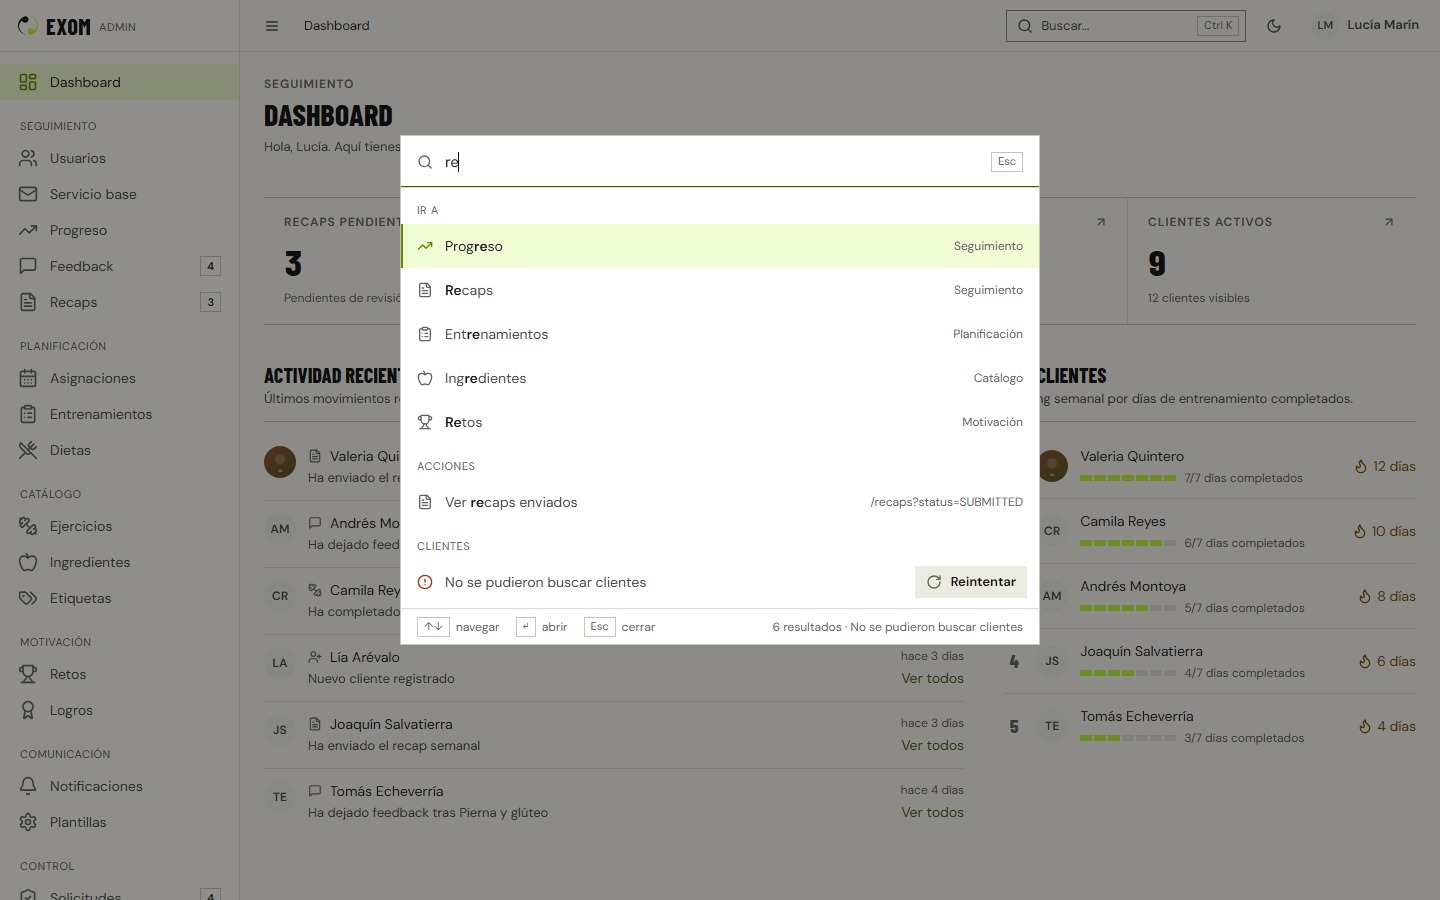 EXOM ADMIN
Dashboard
Buscar...
Ctrl K
LM
Lucía Marín
Dashboard
SEGUIMIENTO
Usuarios
Servicio base
Progreso
Feedback
4
Recaps
3
PLANIFICACIÓN
Asignaciones
Entrenamientos
Dietas
CATÁLOGO
Ejercicios
Ingredientes
Etiquetas
MOTIVACIÓN
Retos
Logros
COMUNICACIÓN
Notificaciones
Plantillas
CONTROL
Solicitudes
4
SEGUIMIENTO
DASHBOARD
Hola, Lucía. Aquí tienes
RECAPS PENDIENT
3
Pendientes de revisió
CLIENTES ACTIVOS
9
12 clientes visibles
re
Esc
IR A
Progreso
Seguimiento
Recaps
Seguimiento
Entrenamientos
Planificación
Ingredientes
Catálogo
Retos
Motivación
ACCIONES
Ver recaps enviados
/recaps?status=SUBMITTED
CLIENTES
No se pudieron buscar clientes
Reintentar
↑↓ navegar
↵ abrir
Esc cerrar
6 resultados · No se pudieron buscar clientes
ACTIVIDAD RECIENT
Últimos movimientos r
Valeria Qui
Ha enviado el re
AM
Andrés Mo
Ha dejado feed
CR
Camila Rey
Ha completado
LA
Lía Arévalo
Nuevo cliente registrado
hace 3 días
Ver todos
JS
Joaquín Salvatierra
Ha enviado el recap semanal
hace 3 días
Ver todos
TE
Tomás Echeverría
Ha dejado feedback tras Pierna y glúteo
hace 4 días
Ver todos
CLIENTES
ng semanal por días de entrenamiento completados.
Valeria Quintero
7/7 días completados
12 días
CR
Camila Reyes
6/7 días completados
10 días
AM
Andrés Montoya
5/7 días completados
8 días
4
JS
Joaquín Salvatierra
4/7 días completados
6 días
5
TE
Tomás Echeverría
3/7 días completados
4 días